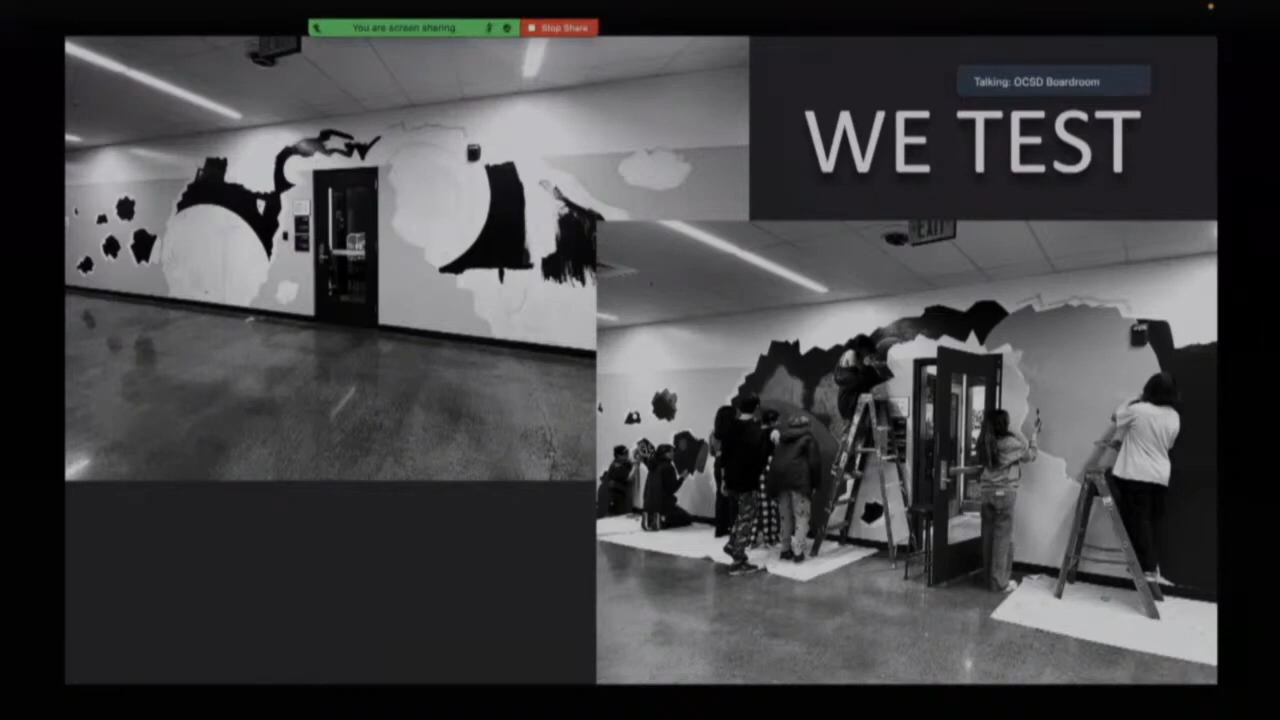 You are screen sharing
Stop Share
Talking: OCSD Boardroom
WE TEST
EXIT